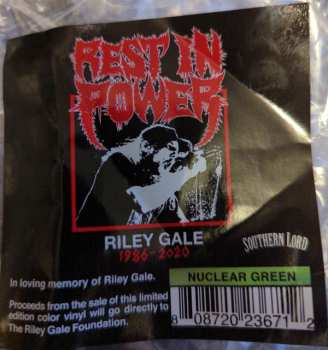 REST IN
POWER
RILEY GALE
1986-2020
SOUTHERN LORD
In loving memory of Riley Gale.
NUCLEAR GREEN
Proceeds from the sale of this limited
edition color vinyl will go directly to
The Riley Gale Foundation.
8 08720 23671 2